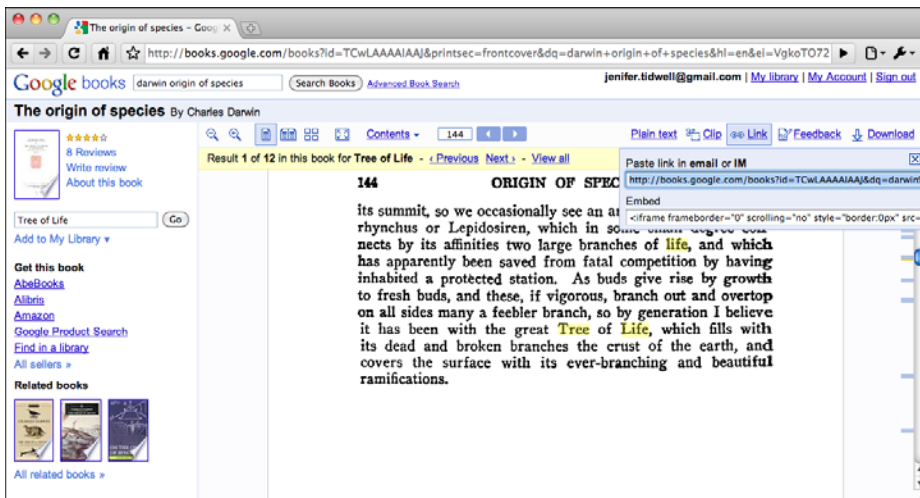 The origin of species - Goog
http://books.google.com/books?id=TCwLAAAAIAAJ&printsec=frontcover&dq=darwin+origin+of+species&hl=en&ei=VgkoTO72
Google books darwin origin of species Search Books Advanced Book Search jenifer.tidwell@gmail.com | My library | My Account | Sign out
The origin of species By Charles Darwin
8 Reviews
Write review
About this book
Tree of Life Go
Add to My Library ▾
Get this book
AbeBooks
Alibris
Amazon
Google Product Search
Find in a library
All sellers »
Related books
All related books »
Contents 144 Plain text Clip Link Feedback Download
Result 1 of 12 in this book for Tree of Life - ‹ Previous Next › - View all
Paste link in email or IM
http://books.google.com/books?id=TCwLAAAAIAAJ&dq=darwin
Embed
<iframe frameborder="0" scrolling="no" style="border:0px" src=
144 ORIGIN OF SPEC
its summit, so we occasionally see an a
rhynchus or Lepidosiren, which in some small degree con-
nects by its affinities two large branches of life, and which
has apparently been saved from fatal competition by having
inhabited a protected station. As buds give rise by growth
to fresh buds, and these, if vigorous, branch out and overtop
on all sides many a feebler branch, so by generation I believe
it has been with the great Tree of Life, which fills with
its dead and broken branches the crust of the earth, and
covers the surface with its ever-branching and beautiful
ramifications.